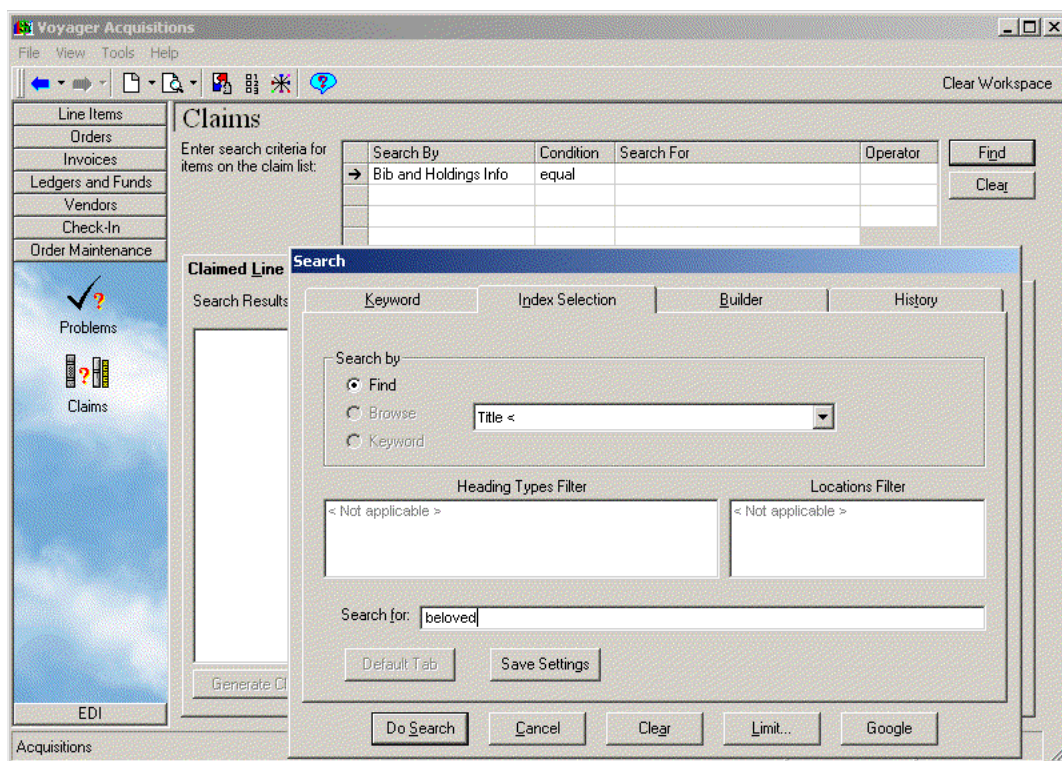 Voyager Acquisitions
File View Tools Help
Clear Workspace
Line Items
Orders
Invoices
Ledgers and Funds
Vendors
Check-In
Order Maintenance
Problems
Claims
EDI
Acquisitions
Claims
Enter search criteria for
items on the claim list:
Search By Condition Search For Operator
Bib and Holdings Info equal
Find
Clear
Claimed Line
Search Results
Generate Cl
Search
Keyword Index Selection Builder History
Search by
Find
Browse
Title <
Keyword
Heading Types Filter Locations Filter
< Not applicable > < Not applicable >
Search for: beloved
Default Tab Save Settings
Do Search Cancel Clear Limit... Google